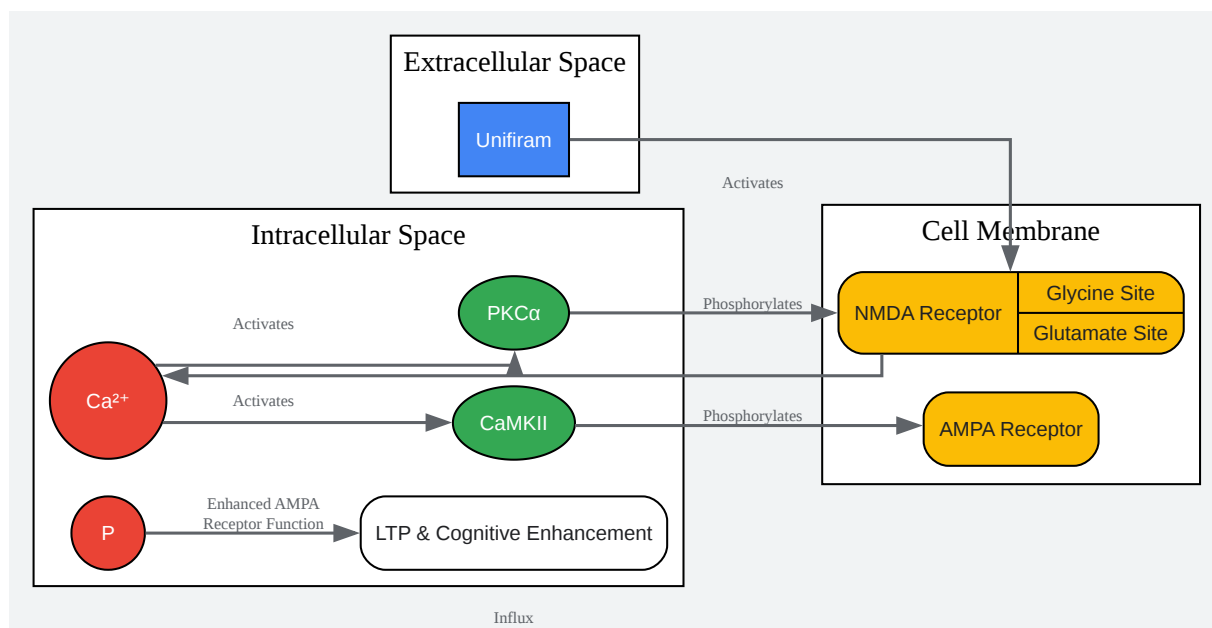 Extracellular Space
Unifiram
Activates
Intracellular Space
Cell Membrane
PKCα
Phosphorylates
NMDA Receptor
Glycine Site
Glutamate Site
Activates
Ca²⁺
Activates
CaMKII
Phosphorylates
AMPA Receptor
P
Enhanced AMPA
Receptor Function
LTP & Cognitive Enhancement
Influx